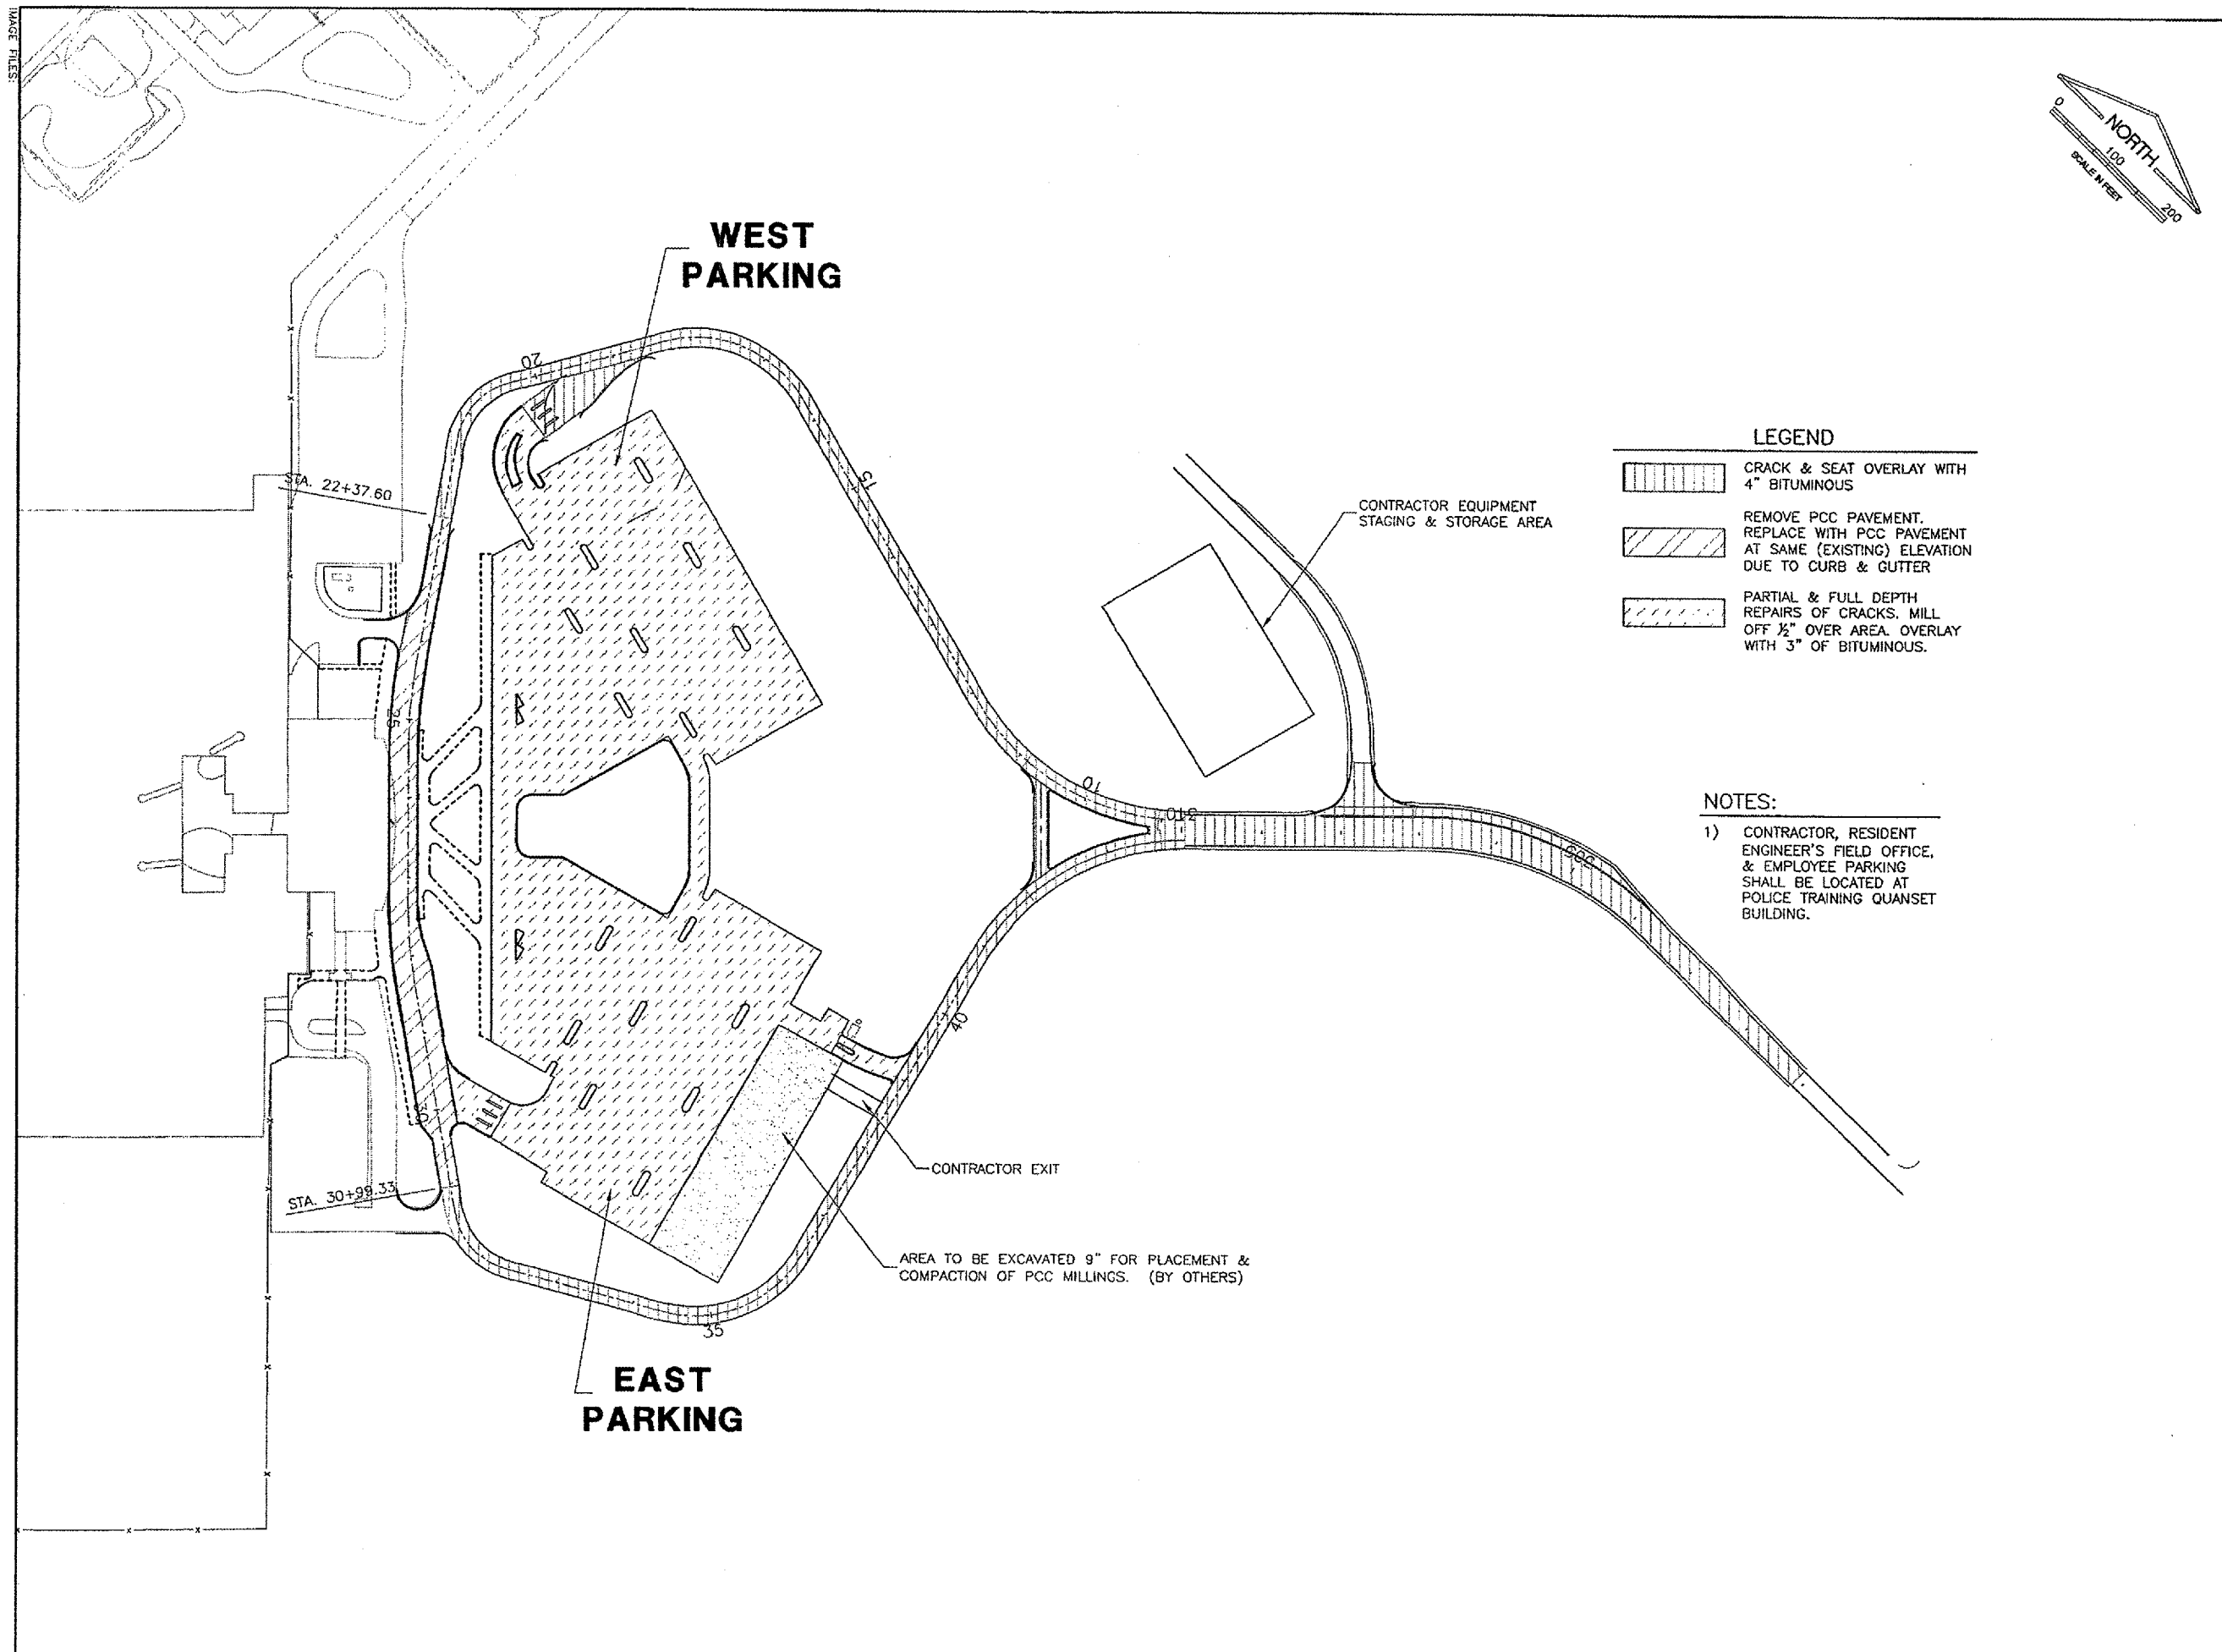 IMAGE FILES:
0
NORTH
100
SCALE IN FEET
200
WEST
PARKING
20
15
STA. 22+37.60
CONTRACTOR EQUIPMENT
STAGING & STORAGE AREA
LEGEND
CRACK & SEAT OVERLAY WITH
4" BITUMINOUS
REMOVE PCC PAVEMENT.
REPLACE WITH PCC PAVEMENT
AT SAME (EXISTING) ELEVATION
DUE TO CURB & GUTTER
PARTIAL & FULL DEPTH
REPAIRS OF CRACKS. MILL
OFF ½" OVER AREA. OVERLAY
WITH 3" OF BITUMINOUS.
25
10
310
305
NOTES:
1) CONTRACTOR, RESIDENT
ENGINEER'S FIELD OFFICE,
& EMPLOYEE PARKING
SHALL BE LOCATED AT
POLICE TRAINING QUANSET
BUILDING.
40
30
CONTRACTOR EXIT
STA. 30+99.33
AREA TO BE EXCAVATED 9" FOR PLACEMENT &
COMPACTION OF PCC MILLINGS. (BY OTHERS)
35
EAST
PARKING